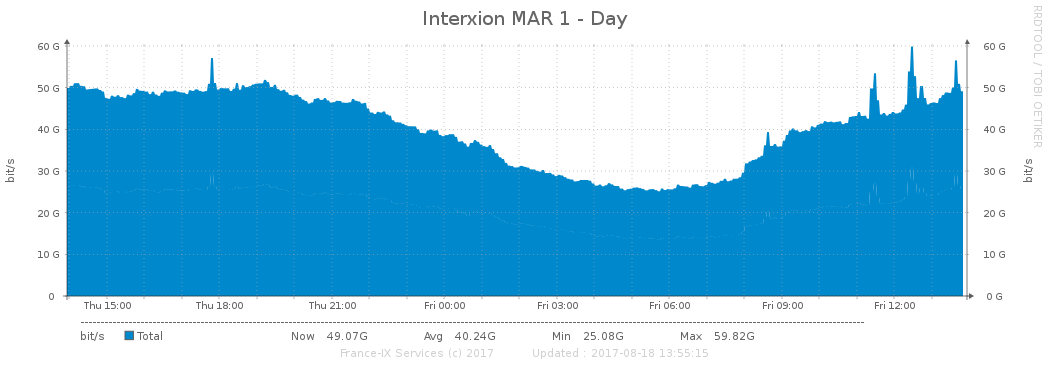 Interxion MAR 1 - Day
RRDTOOL / TOBI OETIKER
60 G 60 G
50 G 50 G
40 G 40 G
30 G 30 G
20 G 20 G
10 G 10 G
0 0 G
bit/s bit/s
Thu 15:00 Thu 18:00 Thu 21:00 Fri 00:00 Fri 03:00 Fri 06:00 Fri 09:00 Fri 12:00
bit/s Total Now 49.07G Avg 40.24G Min 25.08G Max 59.82G
France-IX Services (c) 2017 Updated : 2017-08-18 13:55:15